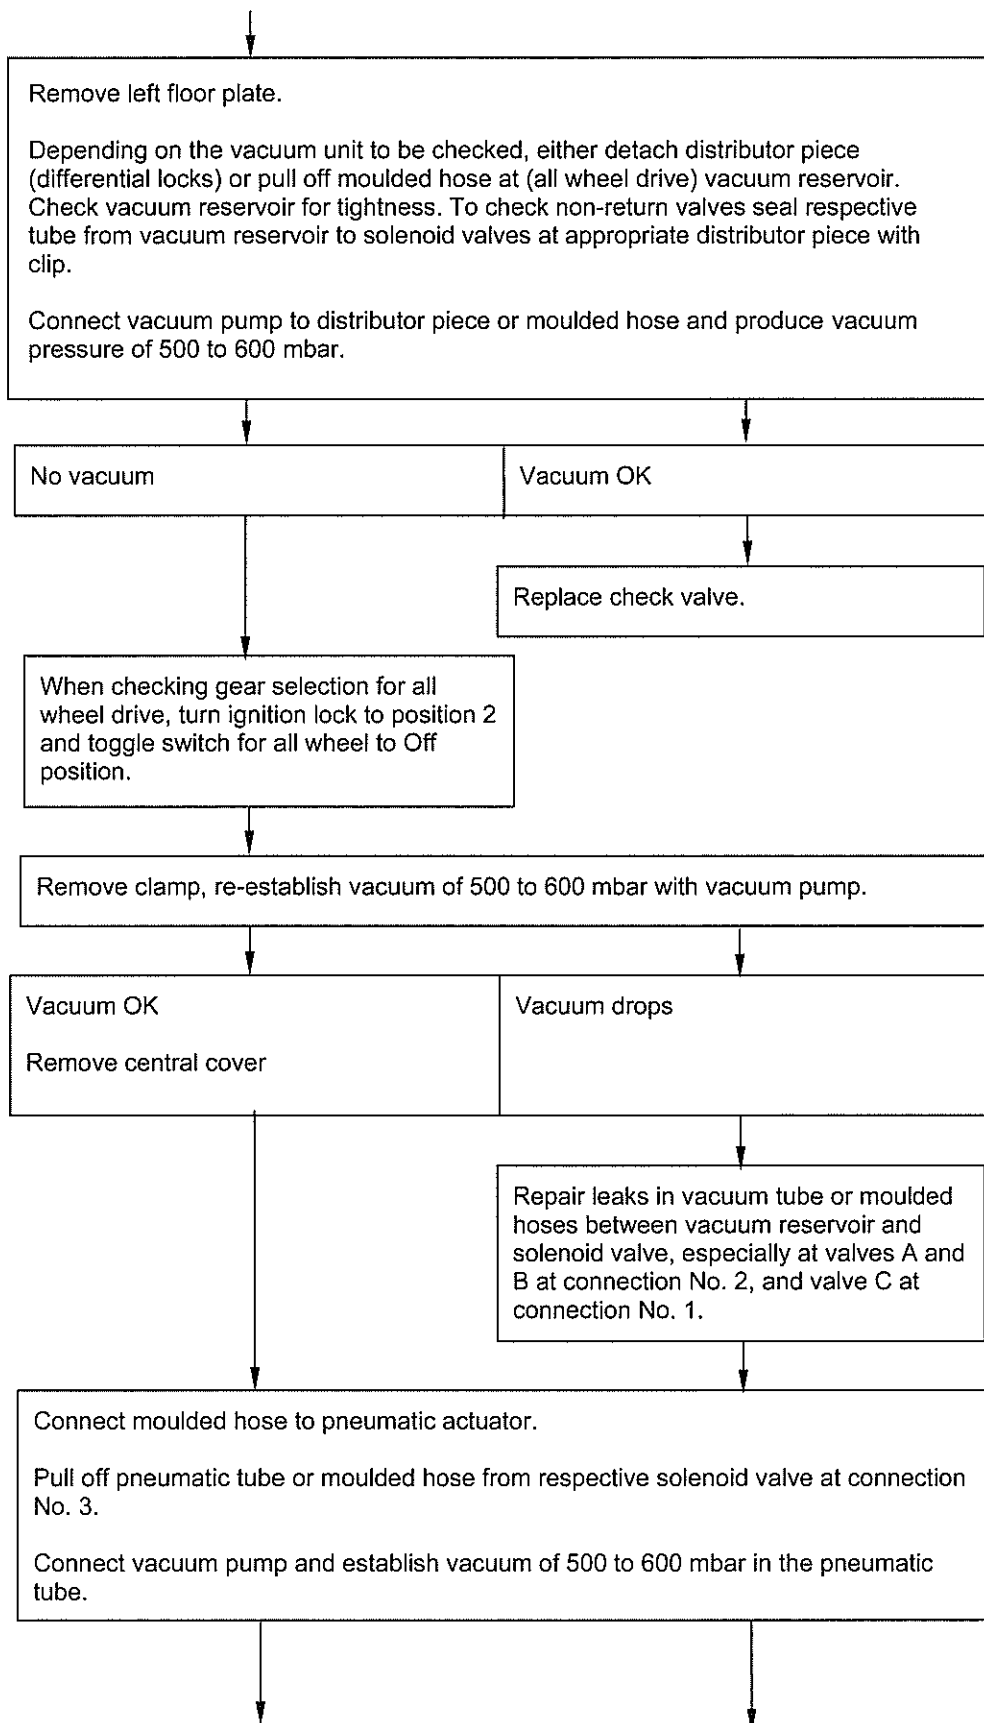 Remove left floor plate.
Depending on the vacuum unit to be checked, either detach distributor piece
(differential locks) or pull off moulded hose at (all wheel drive) vacuum reservoir.
Check vacuum reservoir for tightness. To check non-return valves seal respective
tube from vacuum reservoir to solenoid valves at appropriate distributor piece with
clip.
Connect vacuum pump to distributor piece or moulded hose and produce vacuum
pressure of 500 to 600 mbar.
No vacuum
Vacuum OK
Replace check valve.
When checking gear selection for all
wheel drive, turn ignition lock to position 2
and toggle switch for all wheel to Off
position.
Remove clamp, re-establish vacuum of 500 to 600 mbar with vacuum pump.
Vacuum OK
Remove central cover
Vacuum drops
Repair leaks in vacuum tube or moulded
hoses between vacuum reservoir and
solenoid valve, especially at valves A and
B at connection No. 2, and valve C at
connection No. 1.
Connect moulded hose to pneumatic actuator.
Pull off pneumatic tube or moulded hose from respective solenoid valve at connection
No. 3.
Connect vacuum pump and establish vacuum of 500 to 600 mbar in the pneumatic
tube.